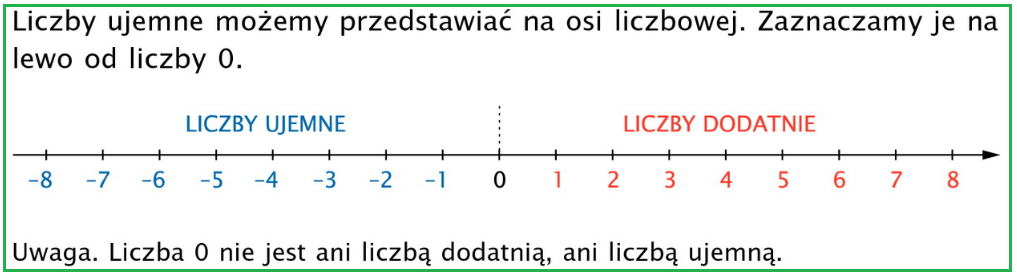 Liczby ujemne możemy przedstawiać na osi liczbowej. Zaznaczamy je na
lewo od liczby 0.
LICZBY UJEMNE LICZBY DODATNIE
–8 –7 –6 –5 –4 –3 –2 –1 0 1 2 3 4 5 6 7 8
Uwaga. Liczba 0 nie jest ani liczbą dodatnią, ani liczbą ujemną.